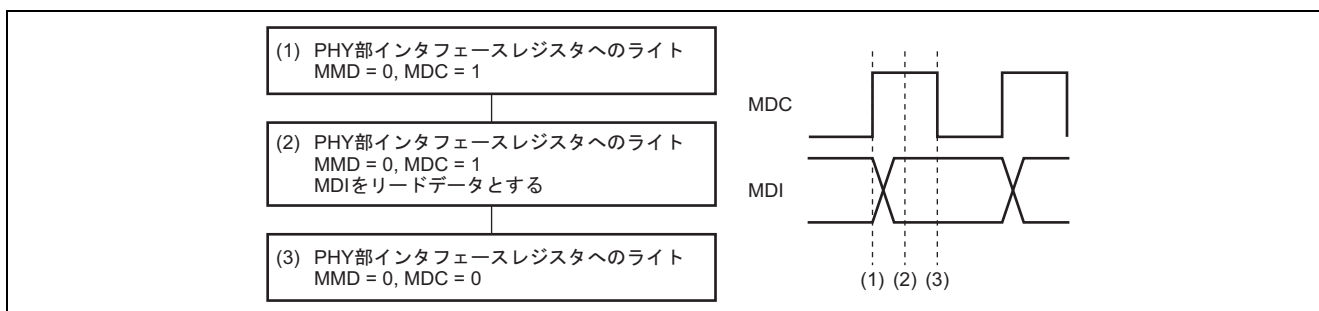 (1) PHY部インタフェースレジスタへのライト
MMD = 0, MDC = 1
(2) PHY部インタフェースレジスタへのライト
MMD = 0, MDC = 1
MDIをリードデータとする
(3) PHY部インタフェースレジスタへのライト
MMD = 0, MDC = 0
MDC
MDI
(1) (2) (3)